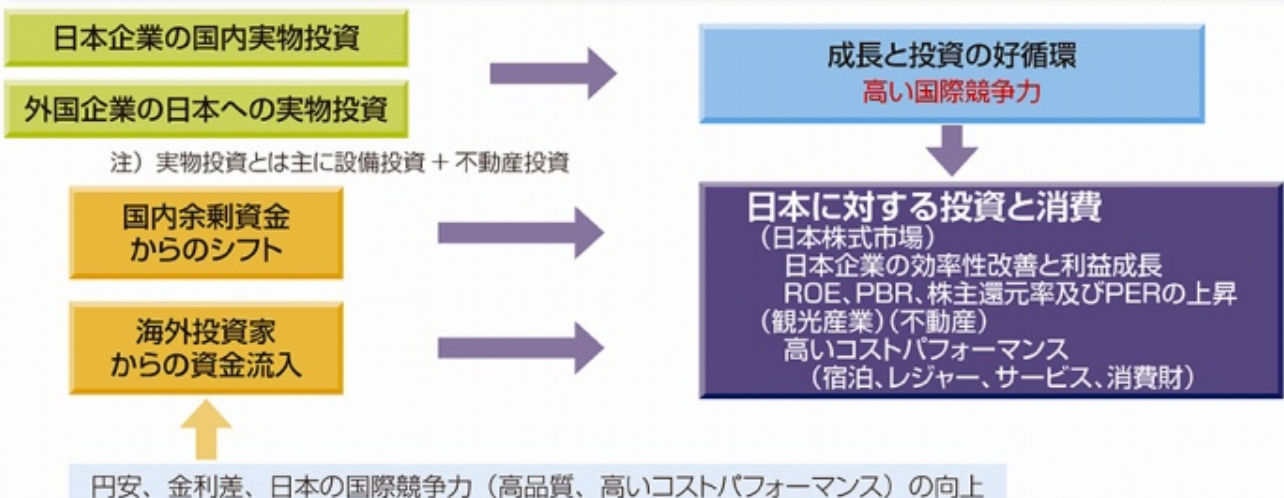 日本企業の国内実物投資
外国企業の日本への実物投資
注）実物投資とは主に設備投資＋不動産投資
成長と投資の好循環
高い国際競争力
国内余剰資金
からのシフト
海外投資家
からの資金流入
日本に対する投資と消費
（日本株式市場）
日本企業の効率性改善と利益成長
ROE、PBR、株主還元率及びPERの上昇
（観光産業）（不動産）
高いコストパフォーマンス
（宿泊、レジャー、サービス、消費財）
円安、金利差、日本の国際競争力（高品質、高いコストパフォーマンス）の向上